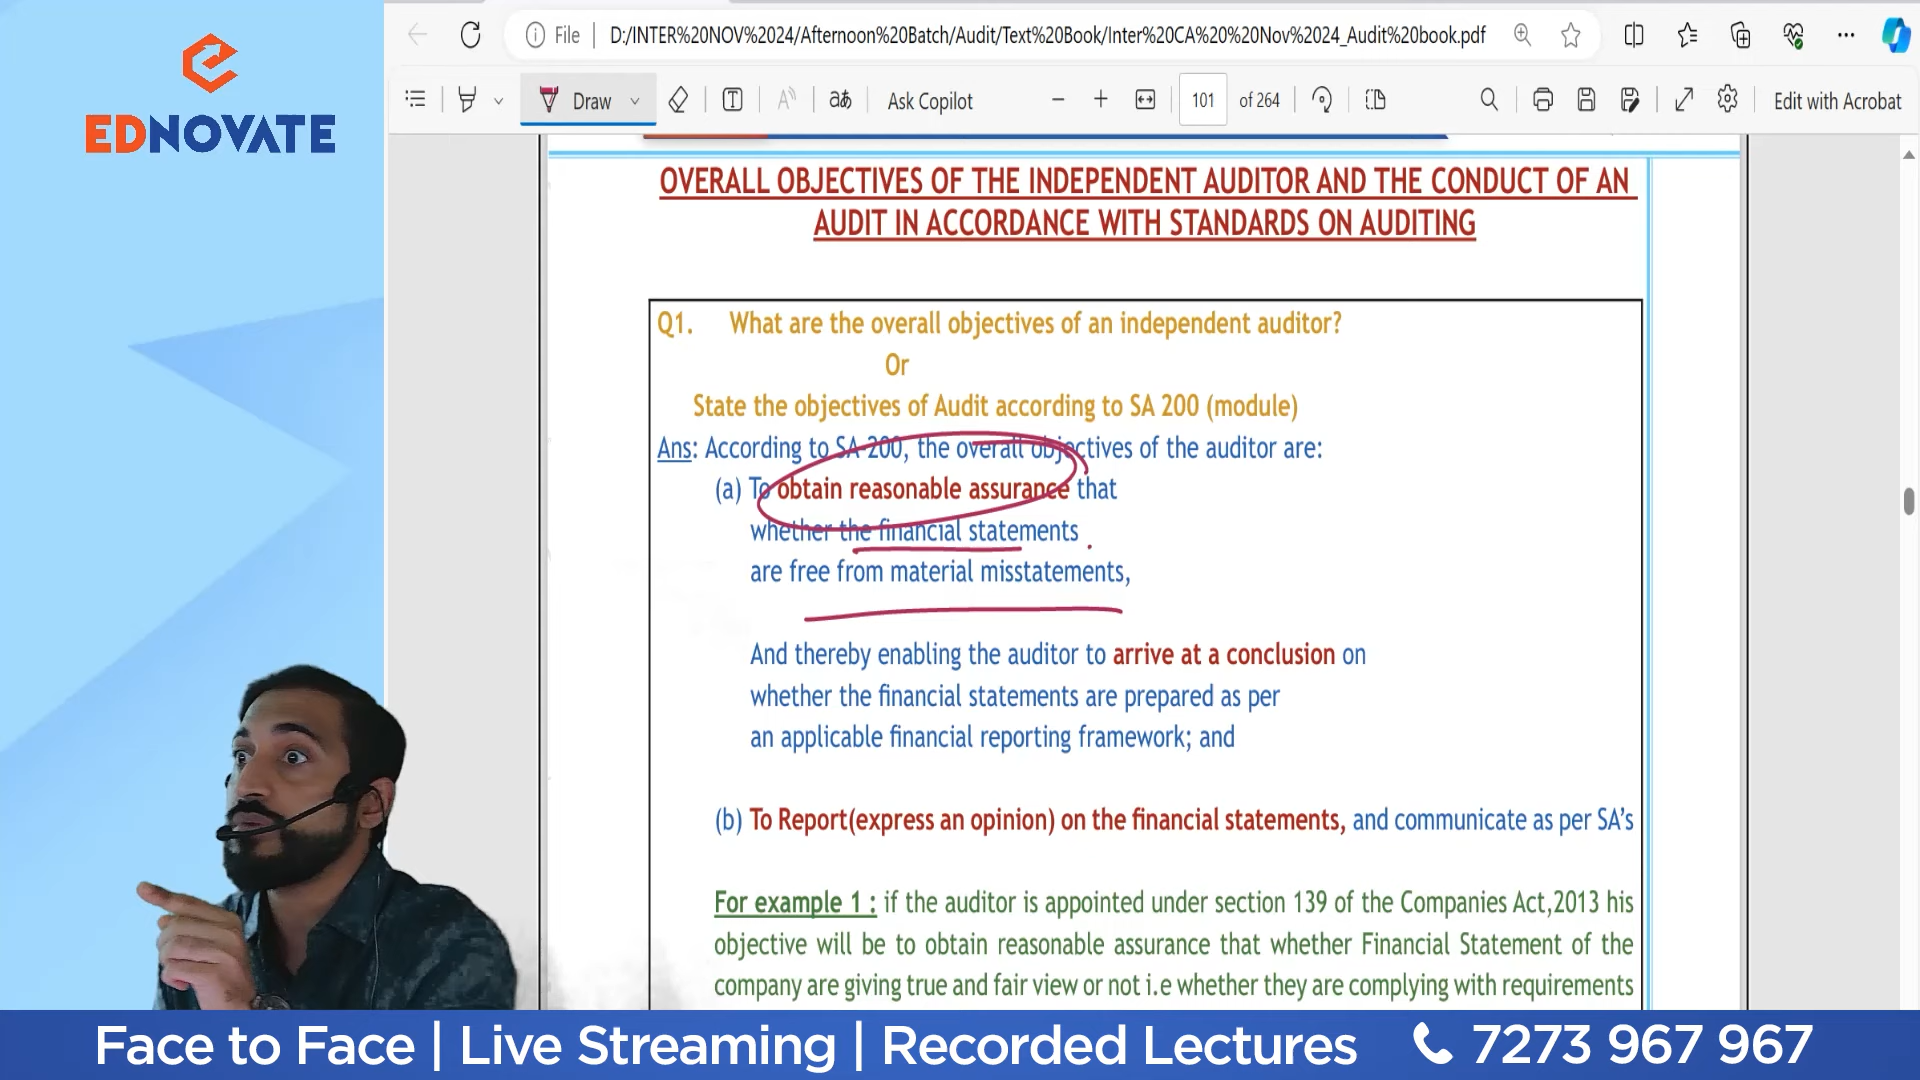 EDNOVATE
File D:/INTER%20NOV%2024/Afternoon%20Batch/Audit/Text%20Book/Inter%20CA%20%20Nov%2024_Audit%20book.pdf
Draw Ask Copilot 101 of 264 Edit with Acrobat
OVERALL OBJECTIVES OF THE INDEPENDENT AUDITOR AND THE CONDUCT OF AN
AUDIT IN ACCORDANCE WITH STANDARDS ON AUDITING
Q1. What are the overall objectives of an independent auditor?
Or
State the objectives of Audit according to SA 200 (module)
Ans: According to SA-200, the overall objectives of the auditor are:
(a) To obtain reasonable assurance that
whether the financial statements
are free from material misstatements,
And thereby enabling the auditor to arrive at a conclusion on
whether the financial statements are prepared as per
an applicable financial reporting framework; and
(b) To Report(express an opinion) on the financial statements, and communicate as per SA's
For example 1 : if the auditor is appointed under section 139 of the Companies Act,2013 his
objective will be to obtain reasonable assurance that whether Financial Statement of the
company are giving true and fair view or not i.e whether they are complying with requirements
Face to Face | Live Streaming | Recorded Lectures 7273 967 967